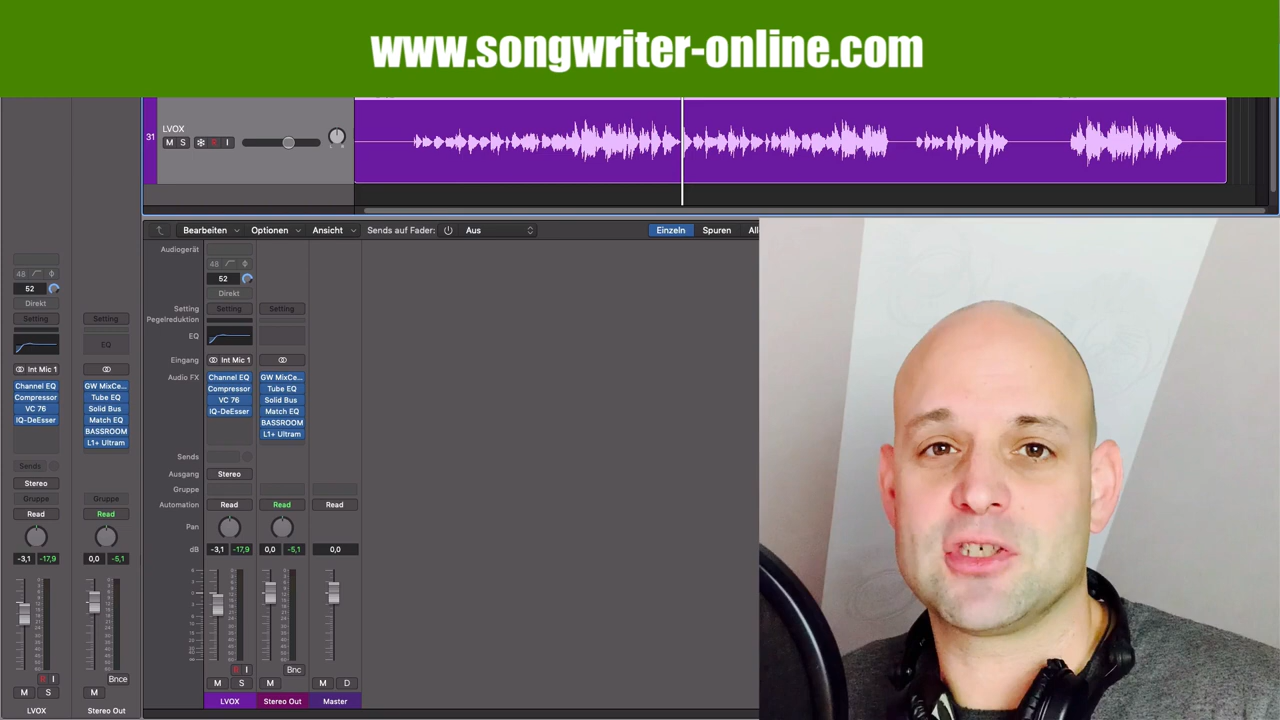 www.songwriter-online.com
31
LVOX
M S R I
Bearbeiten Optionen Ansicht Sends auf Fader: Aus Einzeln Spuren All
Audiogerät
48
52
Direkt
Setting Setting
Pegelreduktion
EQ
Eingang Int Mic 1
Audio FX Channel EQ GW MixCe...
Compressor Tube EQ
VC 76 Solid Bus
IQ-DeEsser Match EQ
BASSROOM
L1+ Ultram
Sends
Ausgang Stereo
Gruppe
Automation Read Read Read
Pan
dB -3,1 -17,9 0,0 -5,1 0,0
R I Bnc
M S M M D
LVOX Stereo Out Master
48
52
Direkt
Setting Setting
EQ
Int Mic 1
Channel EQ GW MixCe...
Compressor Tube EQ
VC 76 Solid Bus
IQ-DeEsser Match EQ
BASSROOM
L1+ Ultram
Sends
Stereo
Gruppe Gruppe
Read Read
-3,1 -17,9 0,0 -5,1
R I Bnce
M S M
LVOX Stereo Out